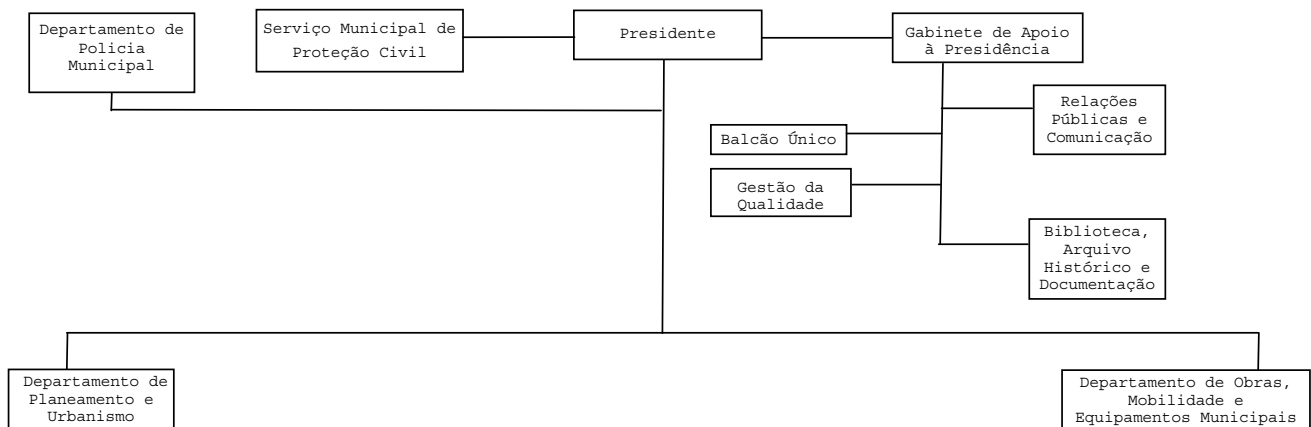 Departamento de
Policia
Municipal
Serviço Municipal de
Proteção Civil
Presidente
Gabinete de Apoio
à Presidência
Relações
Públicas e
Comunicação
Balcão Único
Gestão da
Qualidade
Biblioteca,
Arquivo
Histórico e
Documentação
Departamento de
Planeamento e
Urbanismo
Departamento de Obras,
Mobilidade e
Equipamentos Municipais